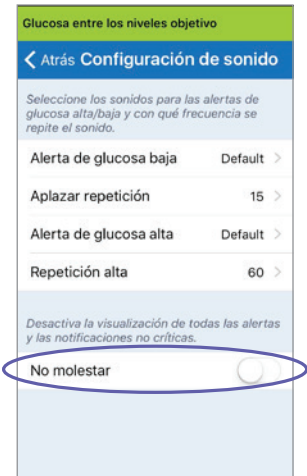 Glucosa entre los niveles objetivo
Atrás Configuración de sonido
Seleccione los sonidos para las alertas de
glucosa alta/baja y con qué frecuencia se
repite el sonido.
Alerta de glucosa baja Default
Aplazar repetición 15
Alerta de glucosa alta Default
Repetición alta 60
Desactiva la visualización de todas las alertas
y las notificaciones no críticas.
No molestar